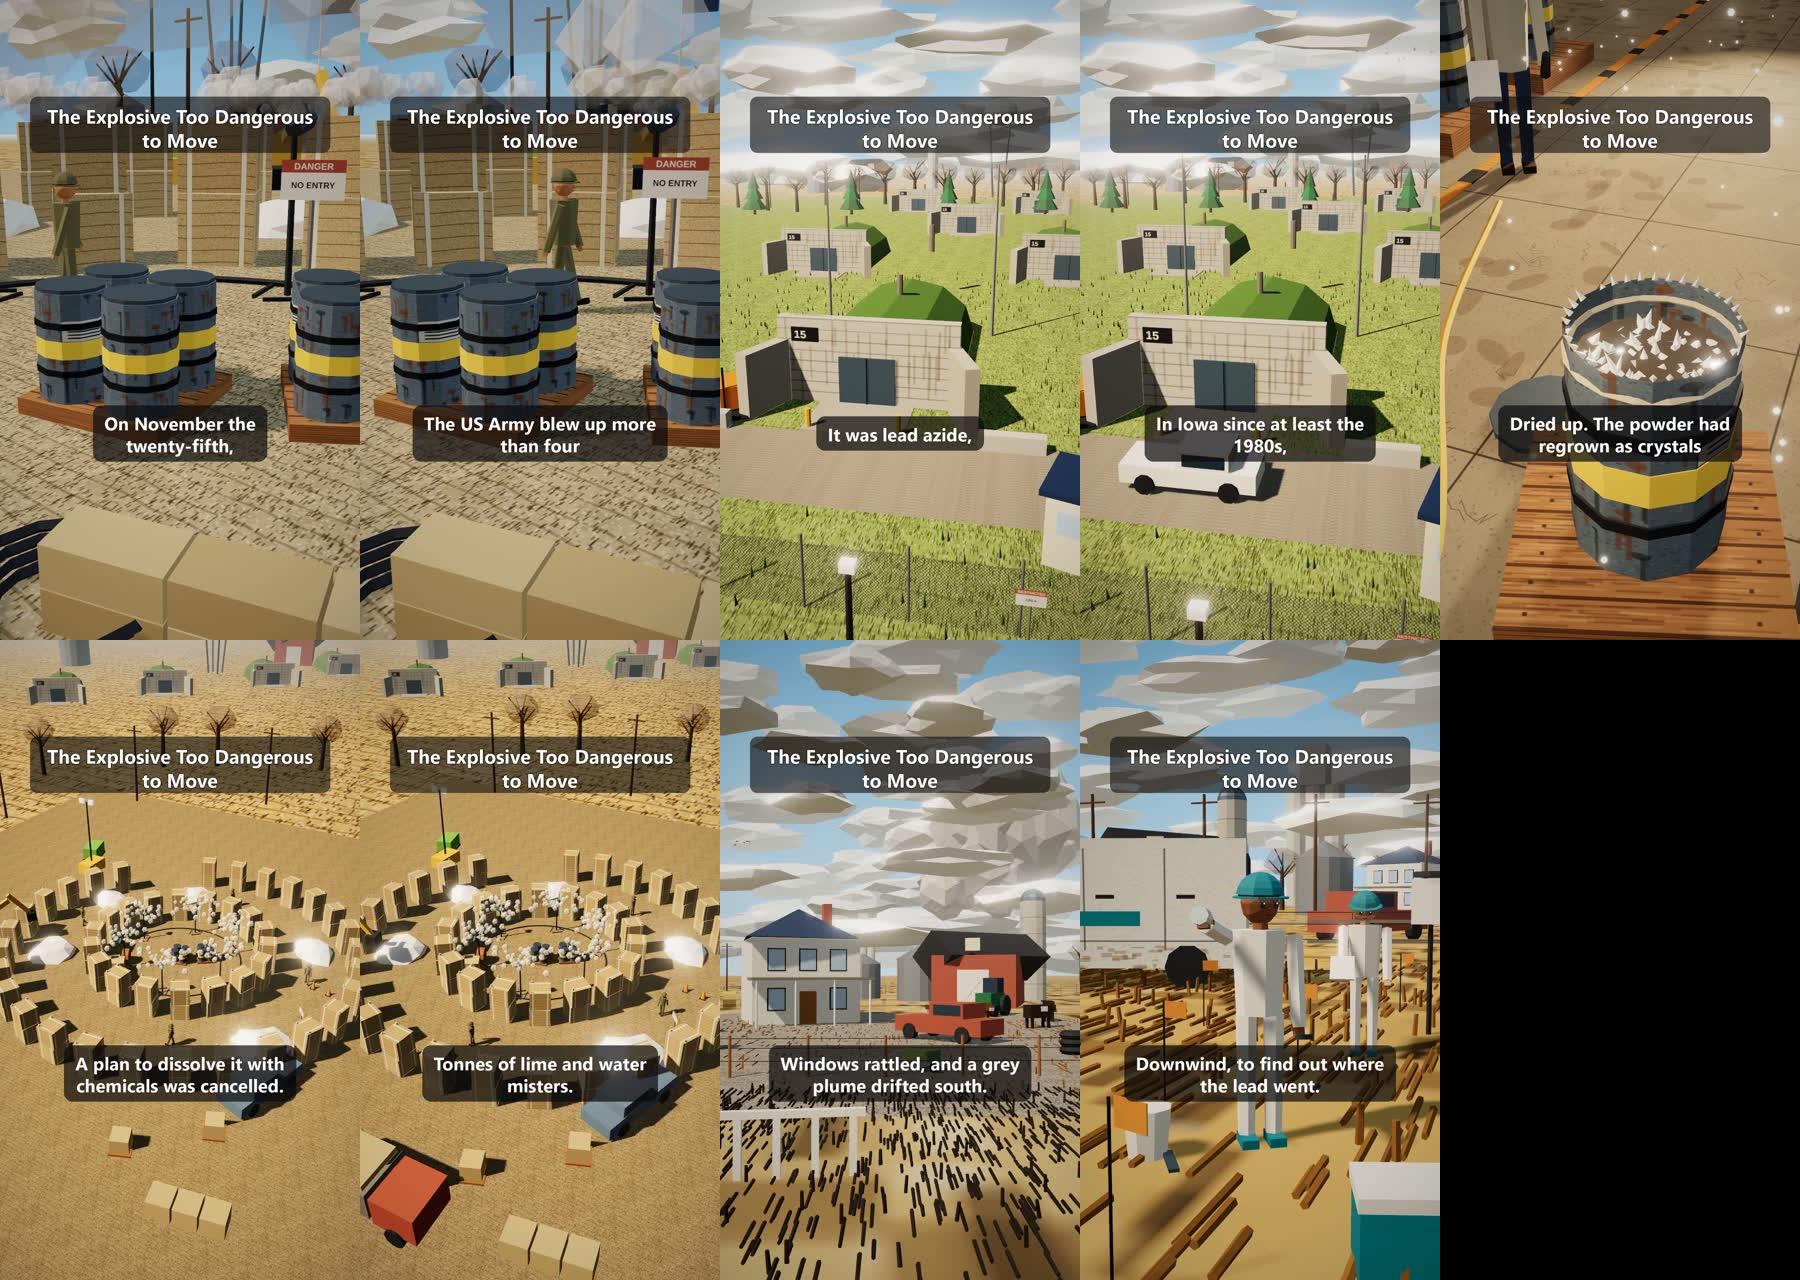 The Explosive Too Dangerous
to Move
DANGER
NO ENTRY
On November the
twenty-fifth,
The Explosive Too Dangerous
to Move
DANGER
NO ENTRY
The US Army blew up more
than four
The Explosive Too Dangerous
to Move
15
15
15
It was lead azide,
The Explosive Too Dangerous
to Move
15
15
15
In Iowa since at least the
1980s,
The Explosive Too Dangerous
to Move
Dried up. The powder had
regrown as crystals
The Explosive Too Dangerous
to Move
A plan to dissolve it with
chemicals was cancelled.
The Explosive Too Dangerous
to Move
Tonnes of lime and water
misters.
The Explosive Too Dangerous
to Move
Windows rattled, and a grey
plume drifted south.
The Explosive Too Dangerous
to Move
Downwind, to find out where
the lead went.